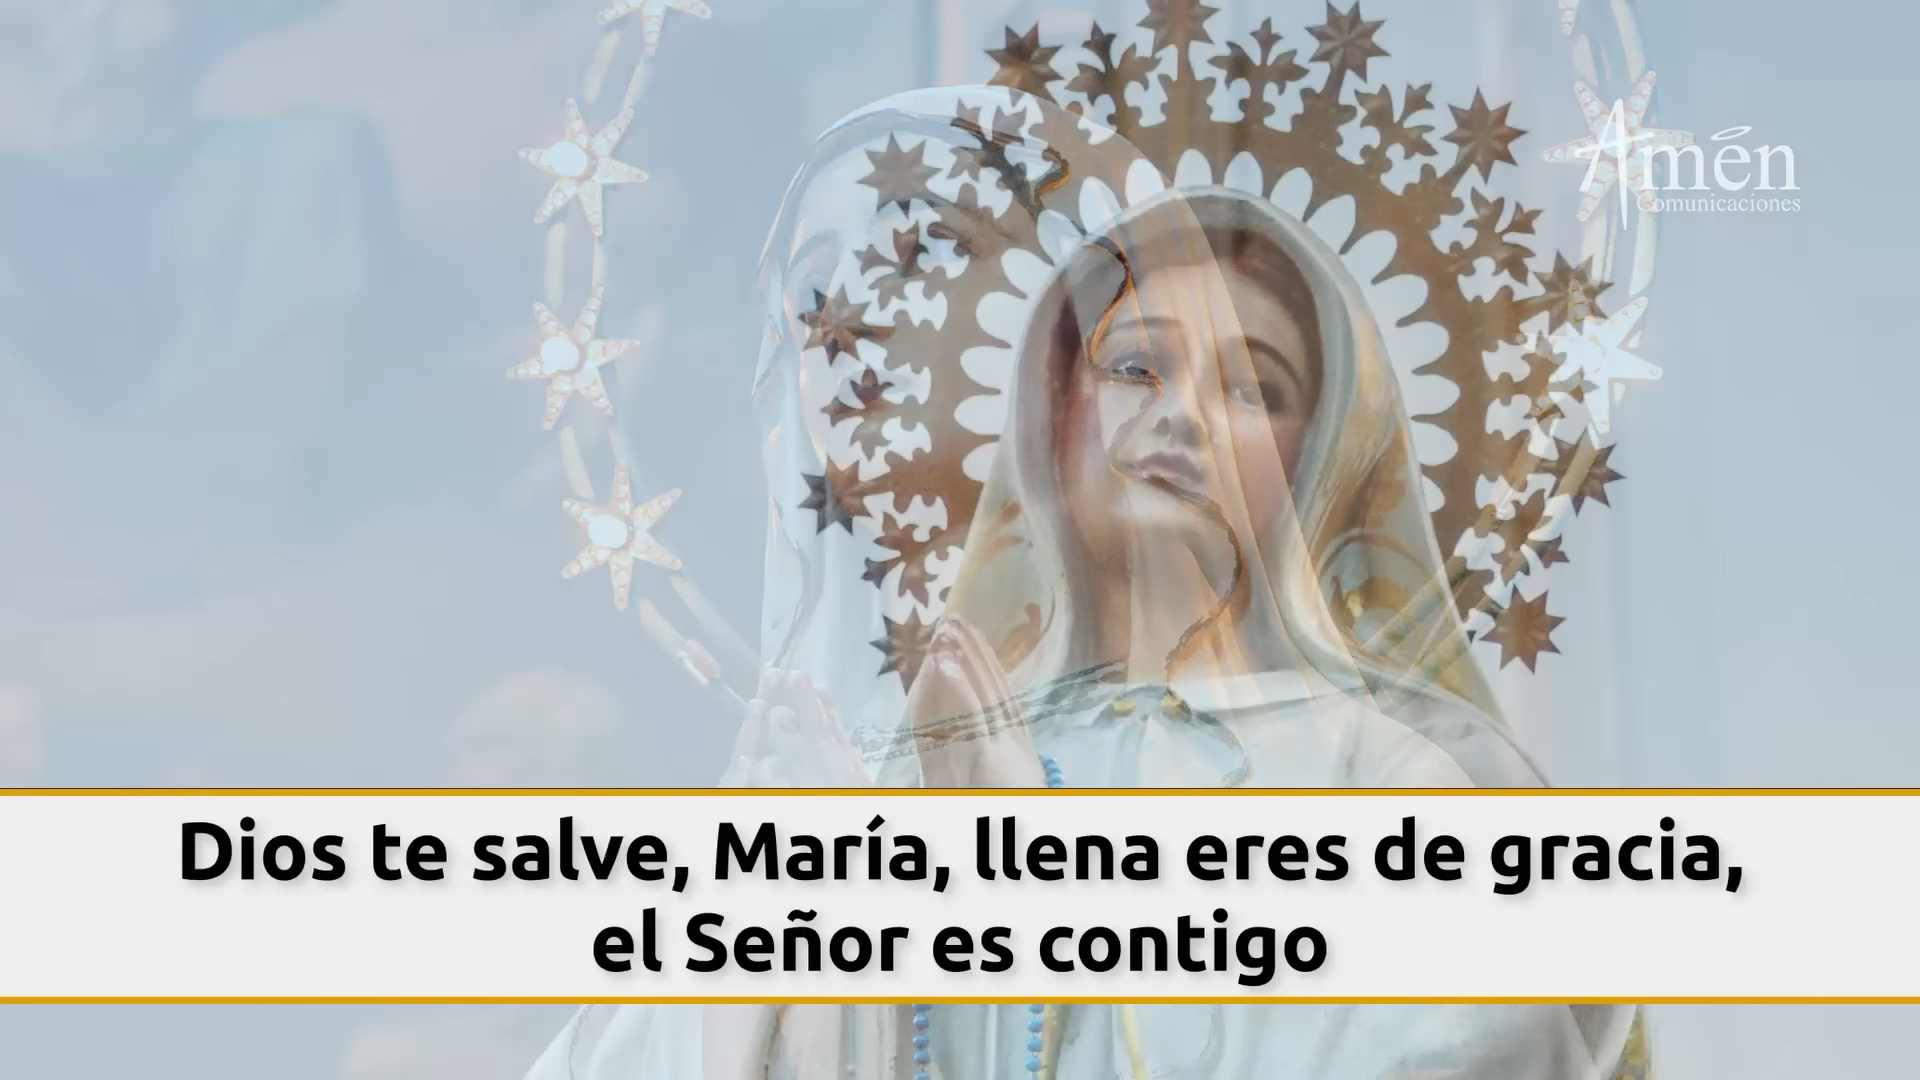 Amén
Comunicaciones
Dios te salve, María, llena eres de gracia,
el Señor es contigo